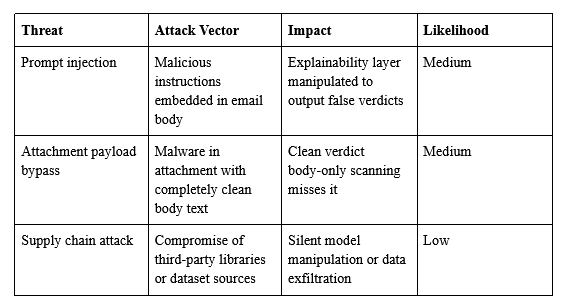 Threat Attack Vector Impact Likelihood
Prompt injection Malicious Explainability layer Medium
instructions manipulated to
embedded in email output false verdicts
body
Attachment payload Malware in Clean verdict Medium
bypass attachment with body-only scanning
completely clean misses it
body text
Supply chain attack Compromise of Silent model Low
third-party libraries manipulation or data
or dataset sources exfiltration